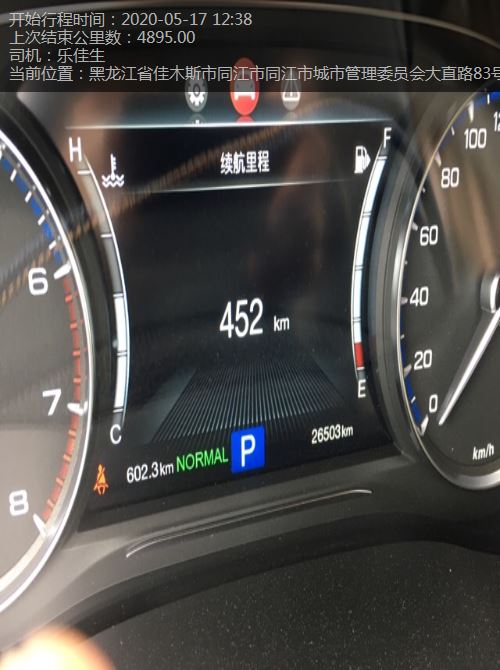 开始行程时间：2020-05-17 12:38
上次结束公里数：4895.00
司机：乐佳生
当前位置：黑龙江省佳木斯市同江市同江市城市管理委员会大直路83号
H
续航里程
F
6
7
8
452 km
C
E
602.3km NORMAL P 26503km
100
80
60
40
20
0
km/h